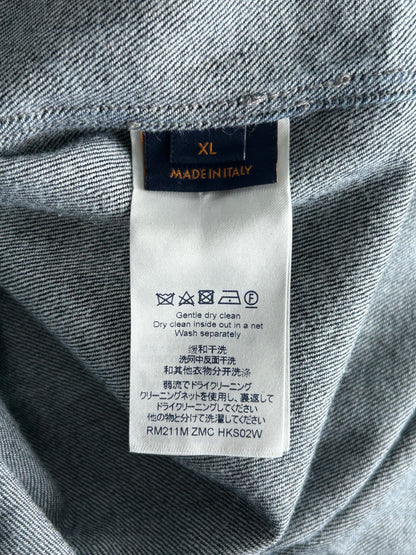 XL
MADE IN ITALY
F
Gentle dry clean
Dry clean inside out in a net
Wash separately
缓和干洗
洗网中反面干洗
和其他衣物分开洗涤
弱流でドライクリーニング
クリーニングネットを使用し、裏返して
ドライクリーニングしてください
他の物と分けて洗濯してください
RM211M ZMC HKS02W